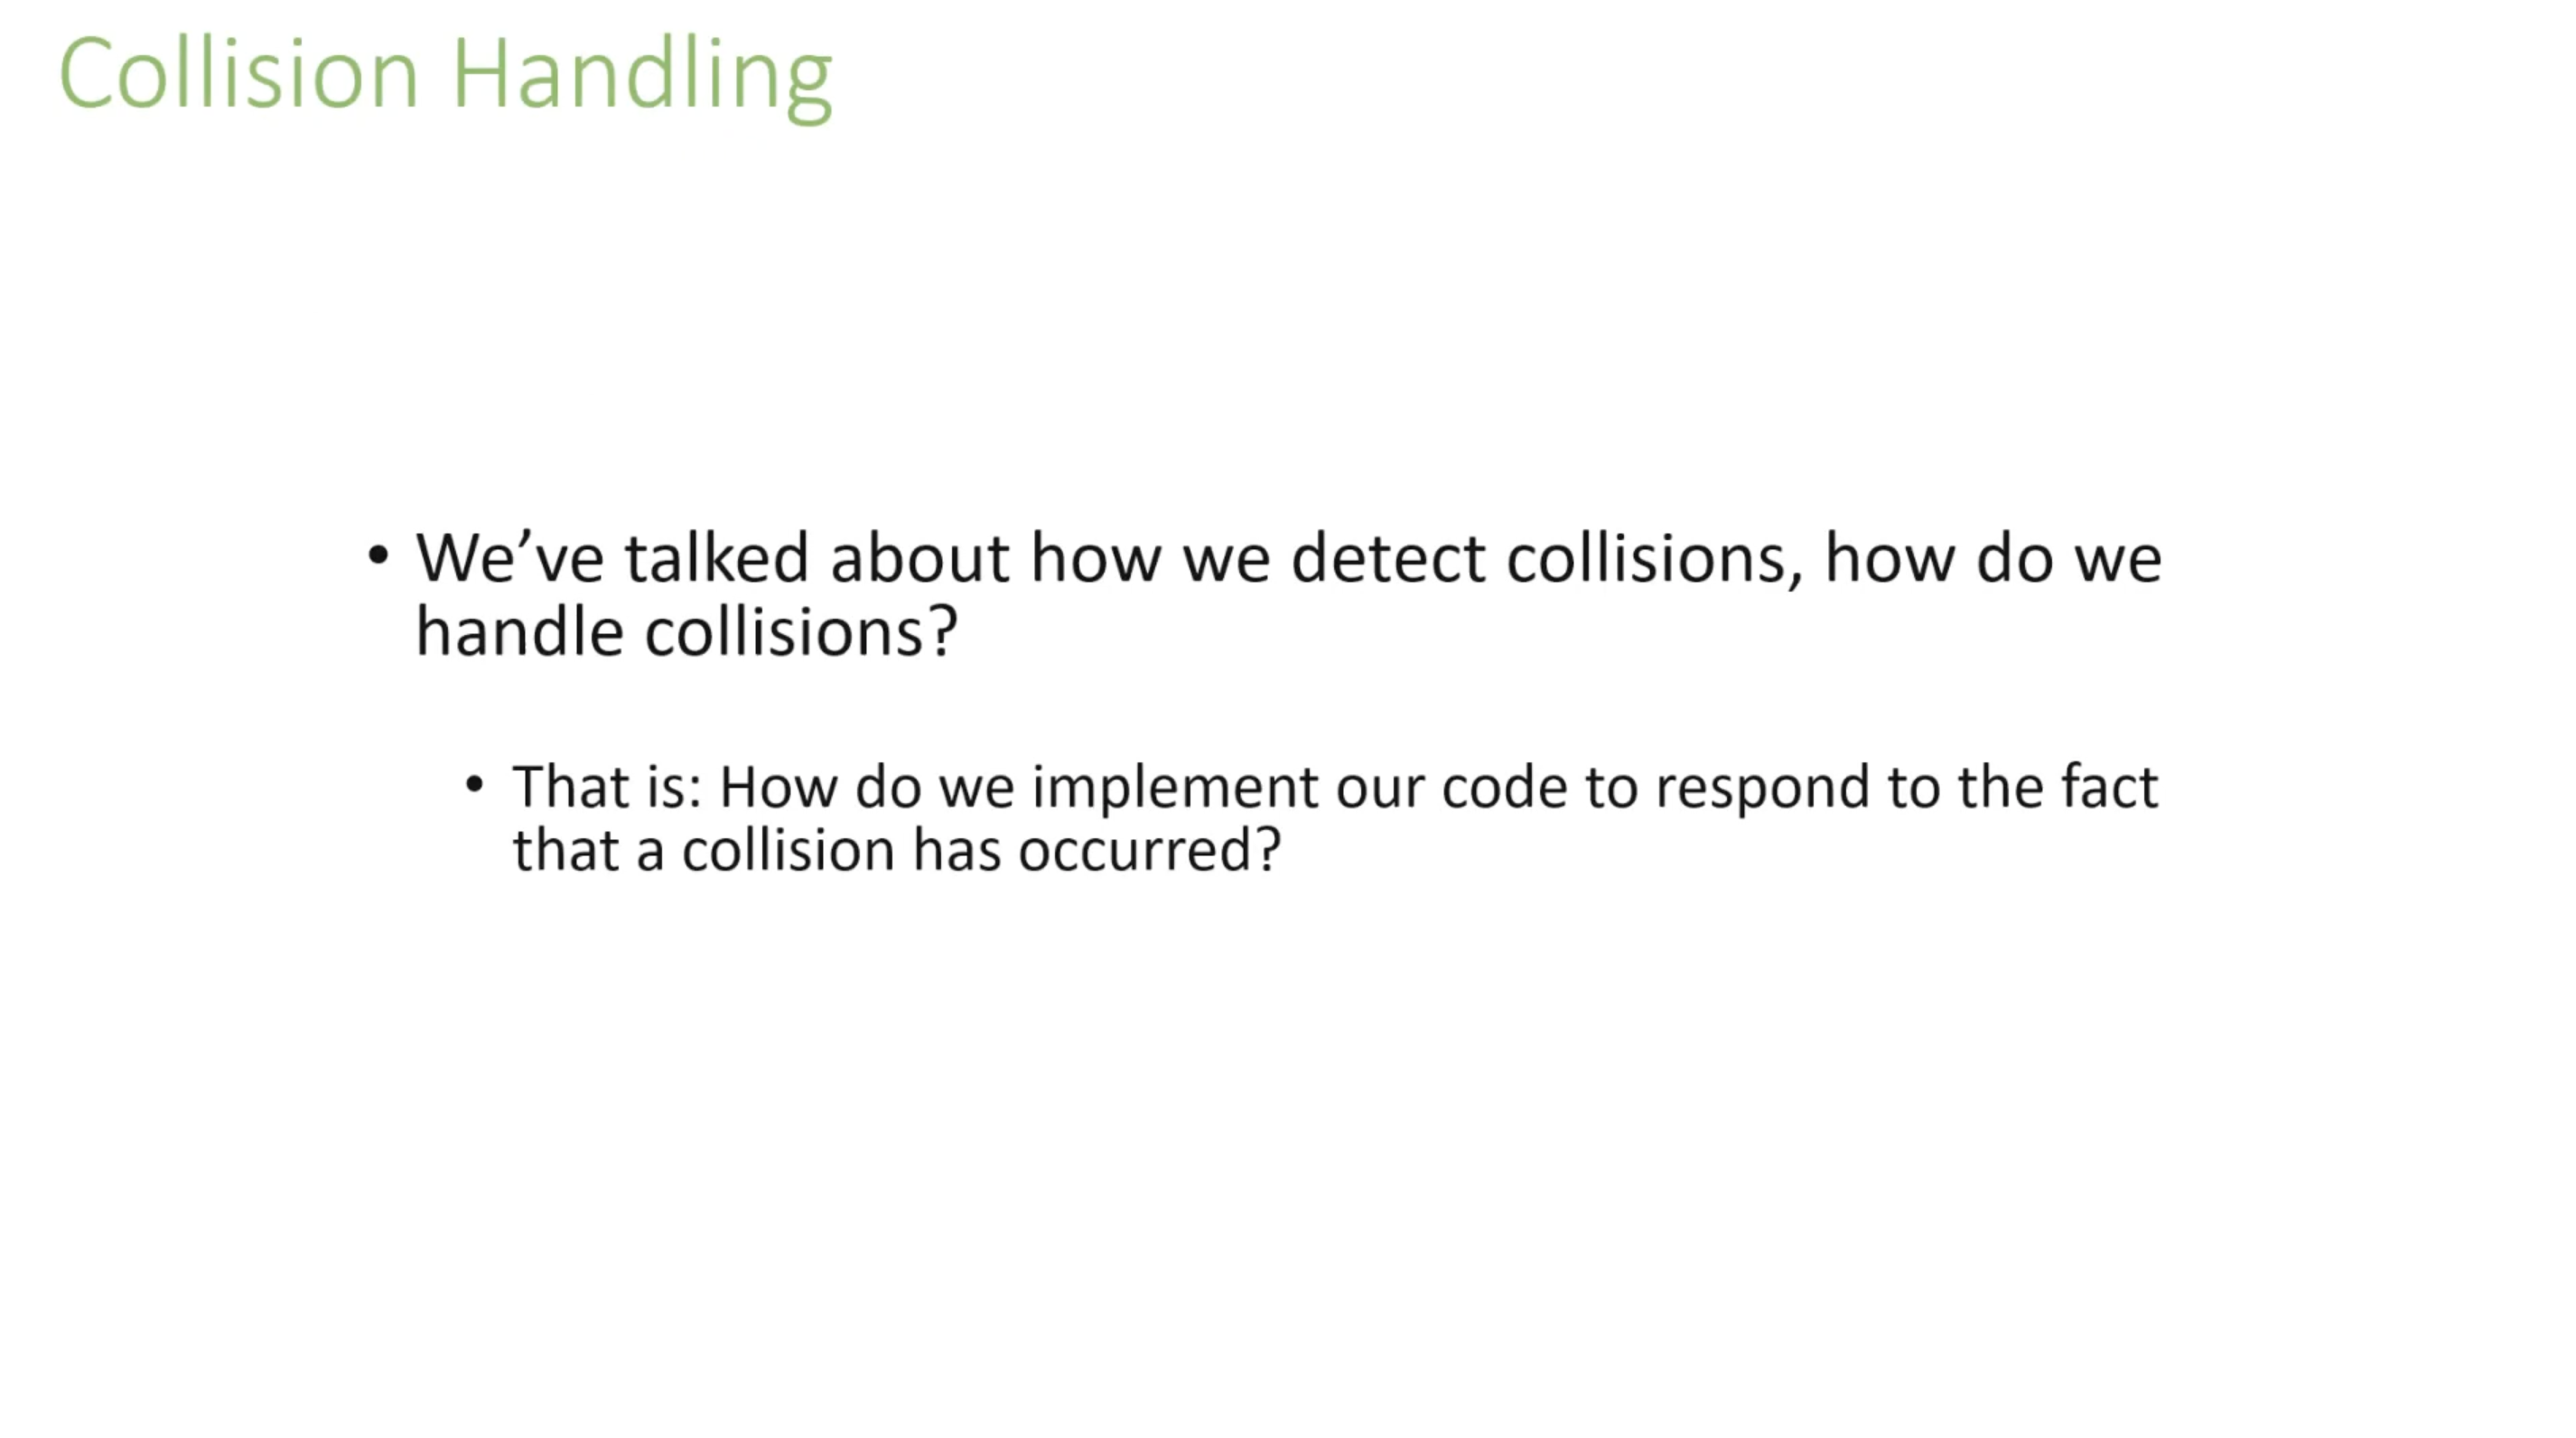 Collision Handling
• We’ve talked about how we detect collisions, how do we
handle collisions?
• That is: How do we implement our code to respond to the fact
that a collision has occurred?